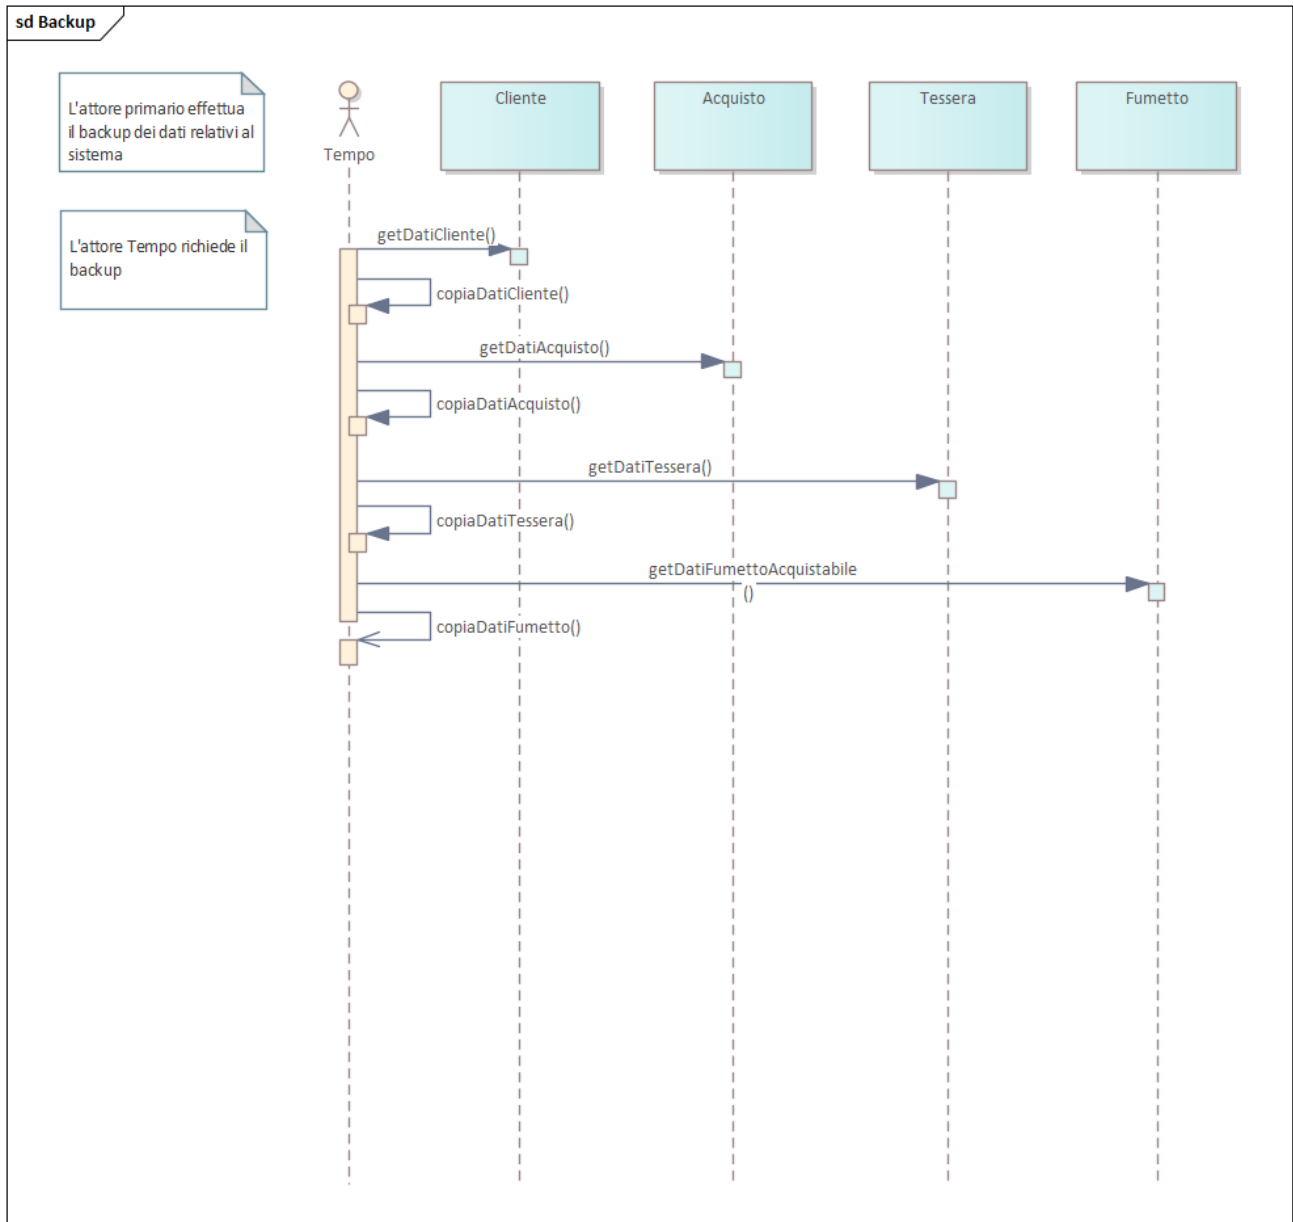 sd Backup
L'attore primario effettua
il backup dei dati relativi al
sistema
Tempo
Cliente
Acquisto
Tessera
Fumetto
L'attore Tempo richiede il
backup
getDatiCliente()
copiaDatiCliente()
getDatiAcquisto()
copiaDatiAcquisto()
getDatiTessera()
copiaDatiTessera()
getDatiFumettoAcquistabile
()
copiaDatiFumetto()